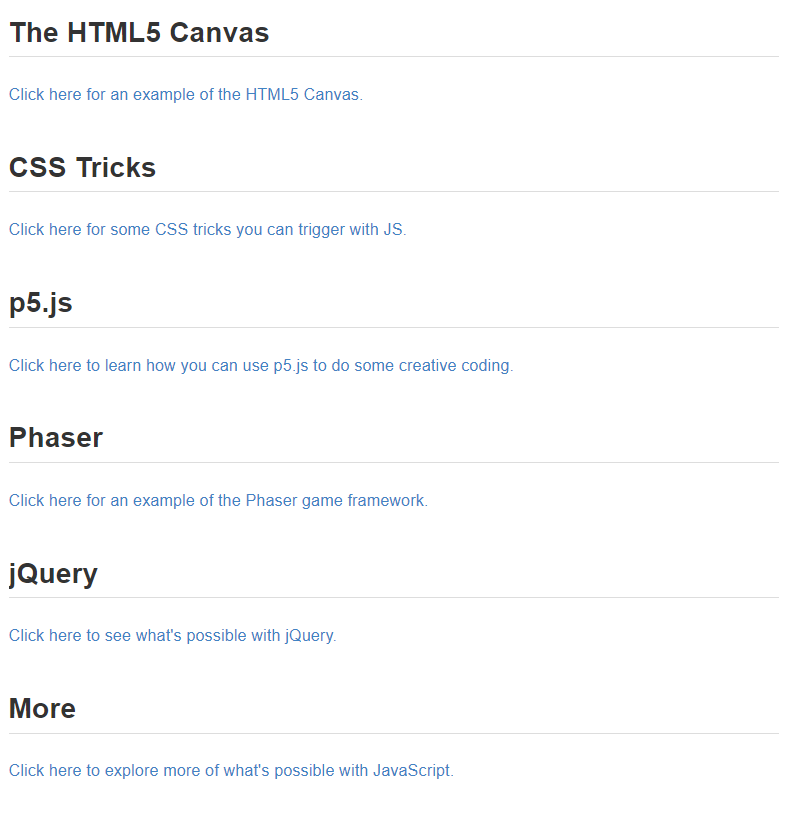 The HTML5 Canvas
Click here for an example of the HTML5 Canvas.
CSS Tricks
Click here for some CSS tricks you can trigger with JS.
p5.js
Click here to learn how you can use p5.js to do some creative coding.
Phaser
Click here for an example of the Phaser game framework.
jQuery
Click here to see what's possible with jQuery.
More
Click here to explore more of what's possible with JavaScript.